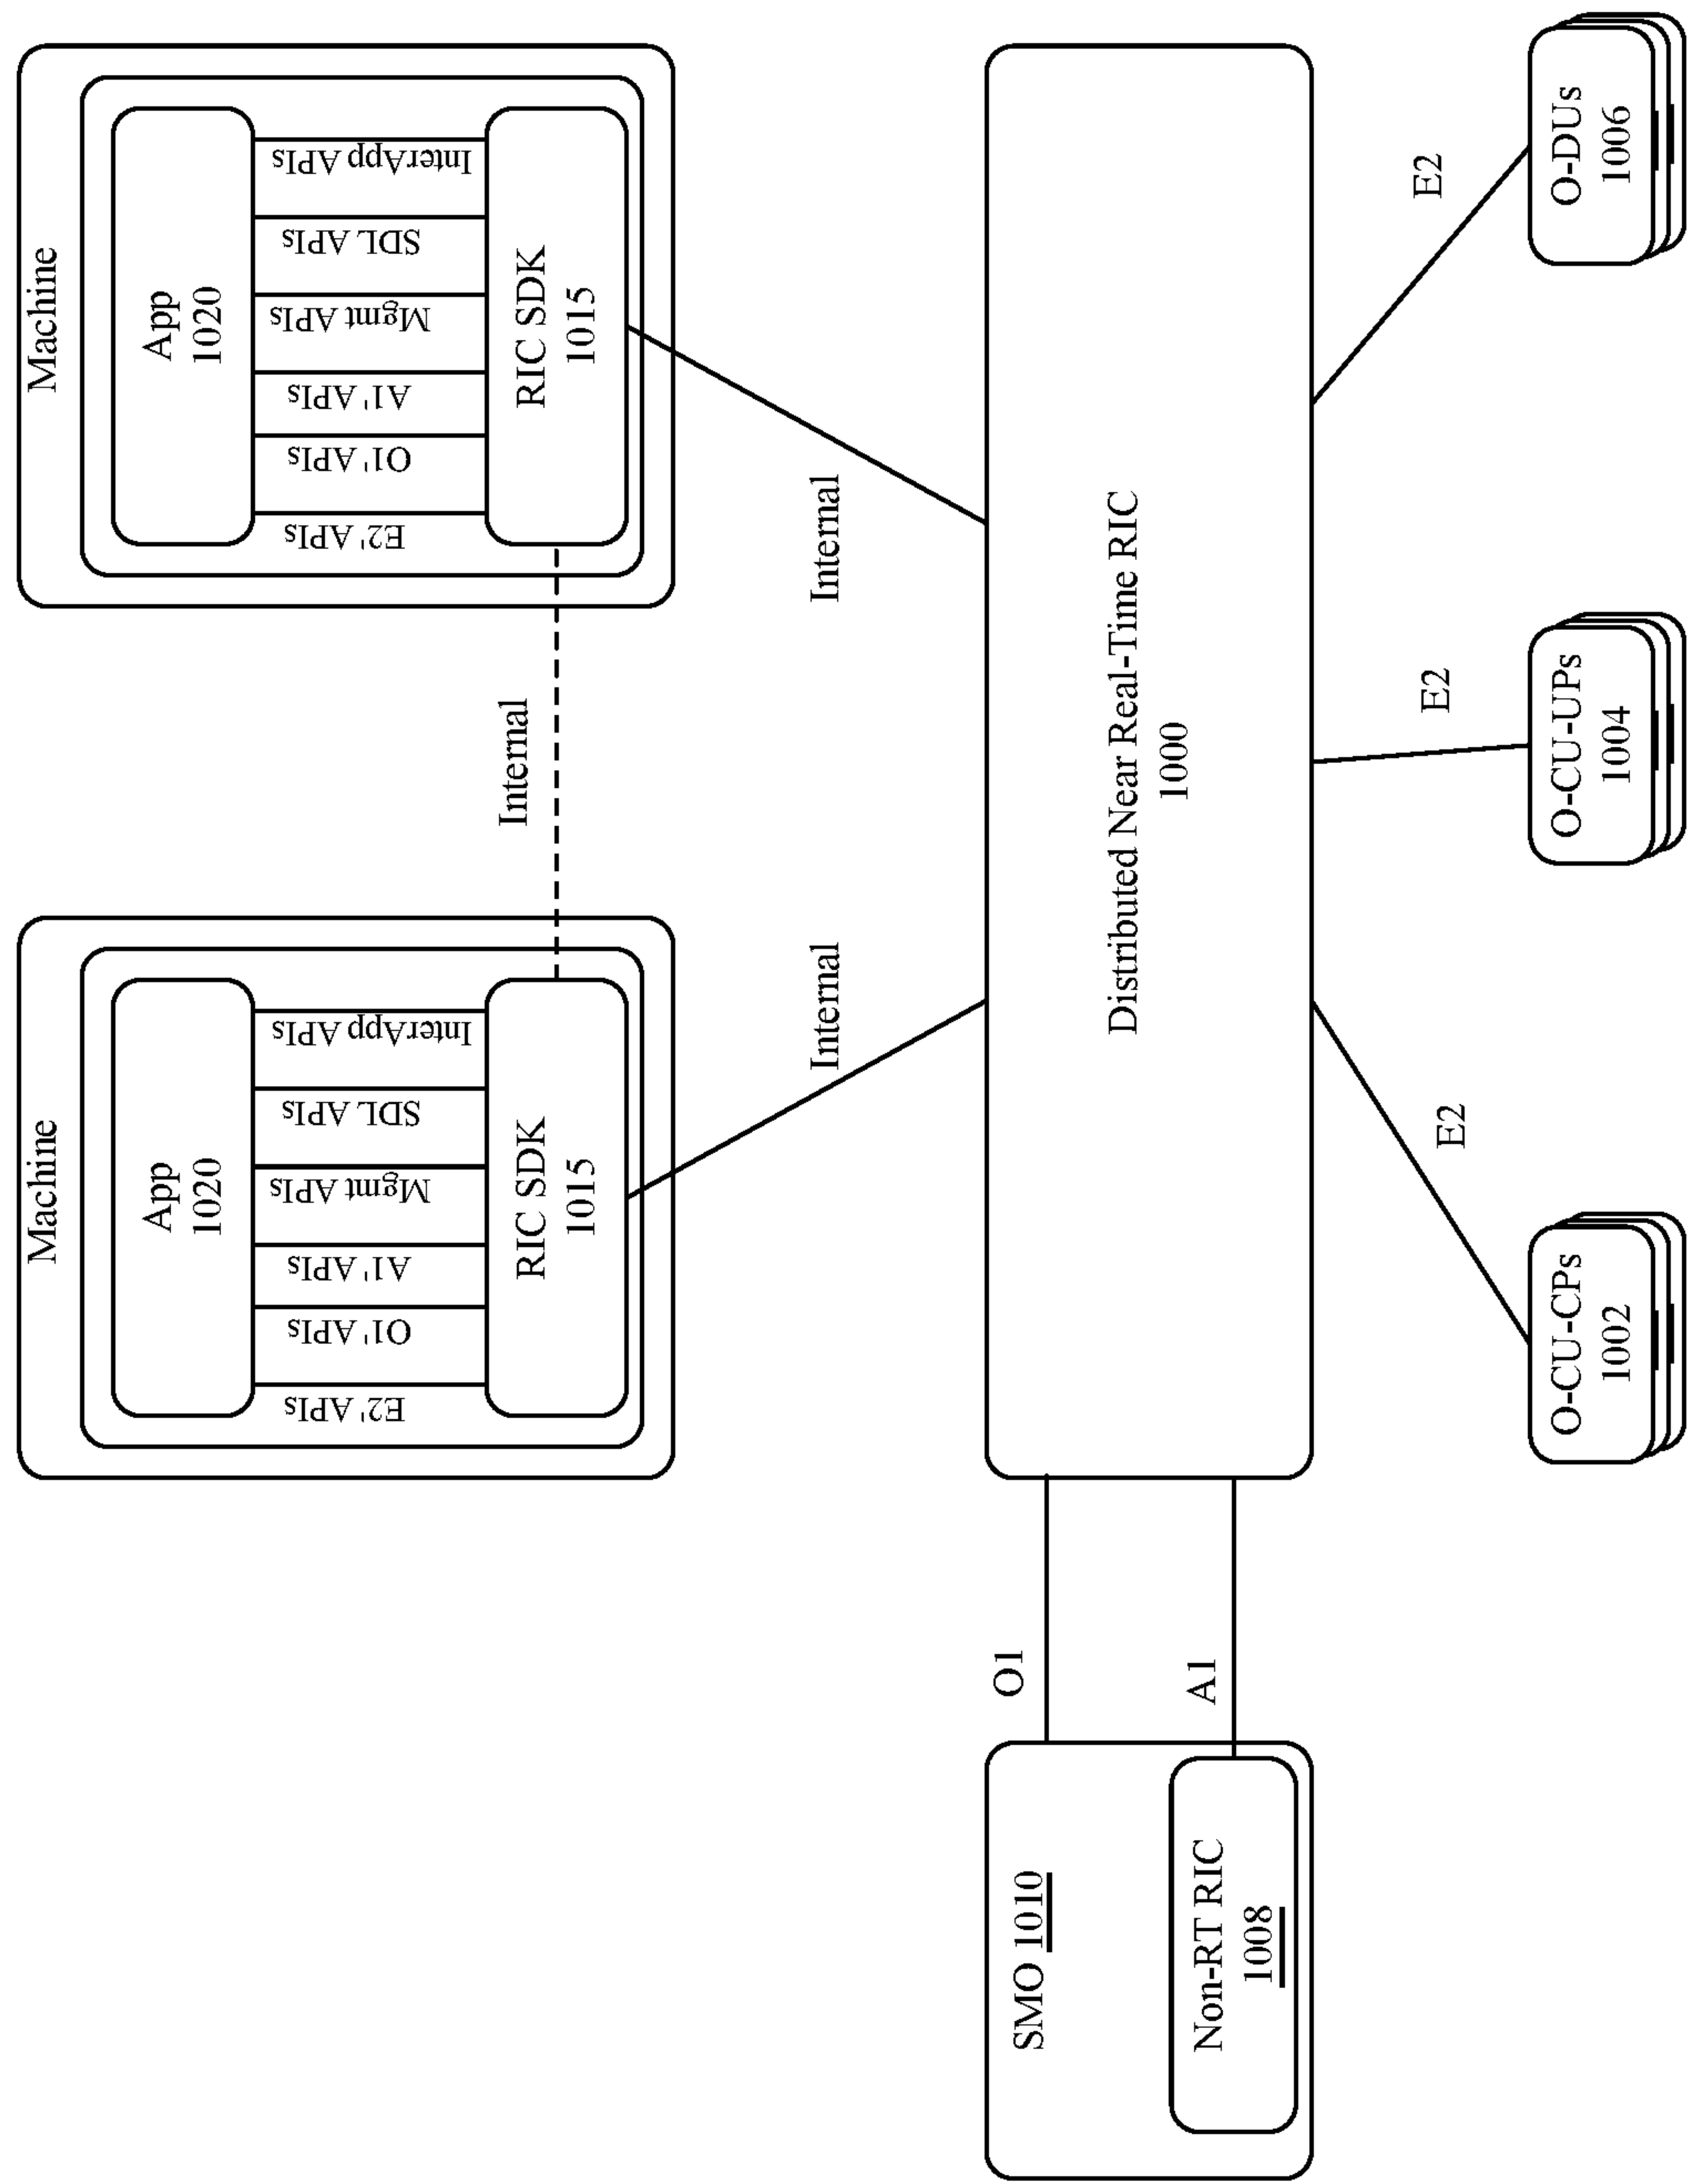 Machine
App
1020
E2' APIs
O1' APIs
A1' APIs
Mgmt APIs
SDL APIs
InterApp APIs
RIC SDK
1015
Machine
App
1020
E2' APIs
O1' APIs
A1' APIs
Mgmt APIs
SDL APIs
InterApp APIs
RIC SDK
1015
Internal
Internal
Internal
SMO 1010
Non-RT RIC
1008
O1
A1
Distributed Near Real-Time RIC
1000
E2
E2
E2
O-CU-CPs
1002
O-CU-UPs
1004
O-DUs
1006